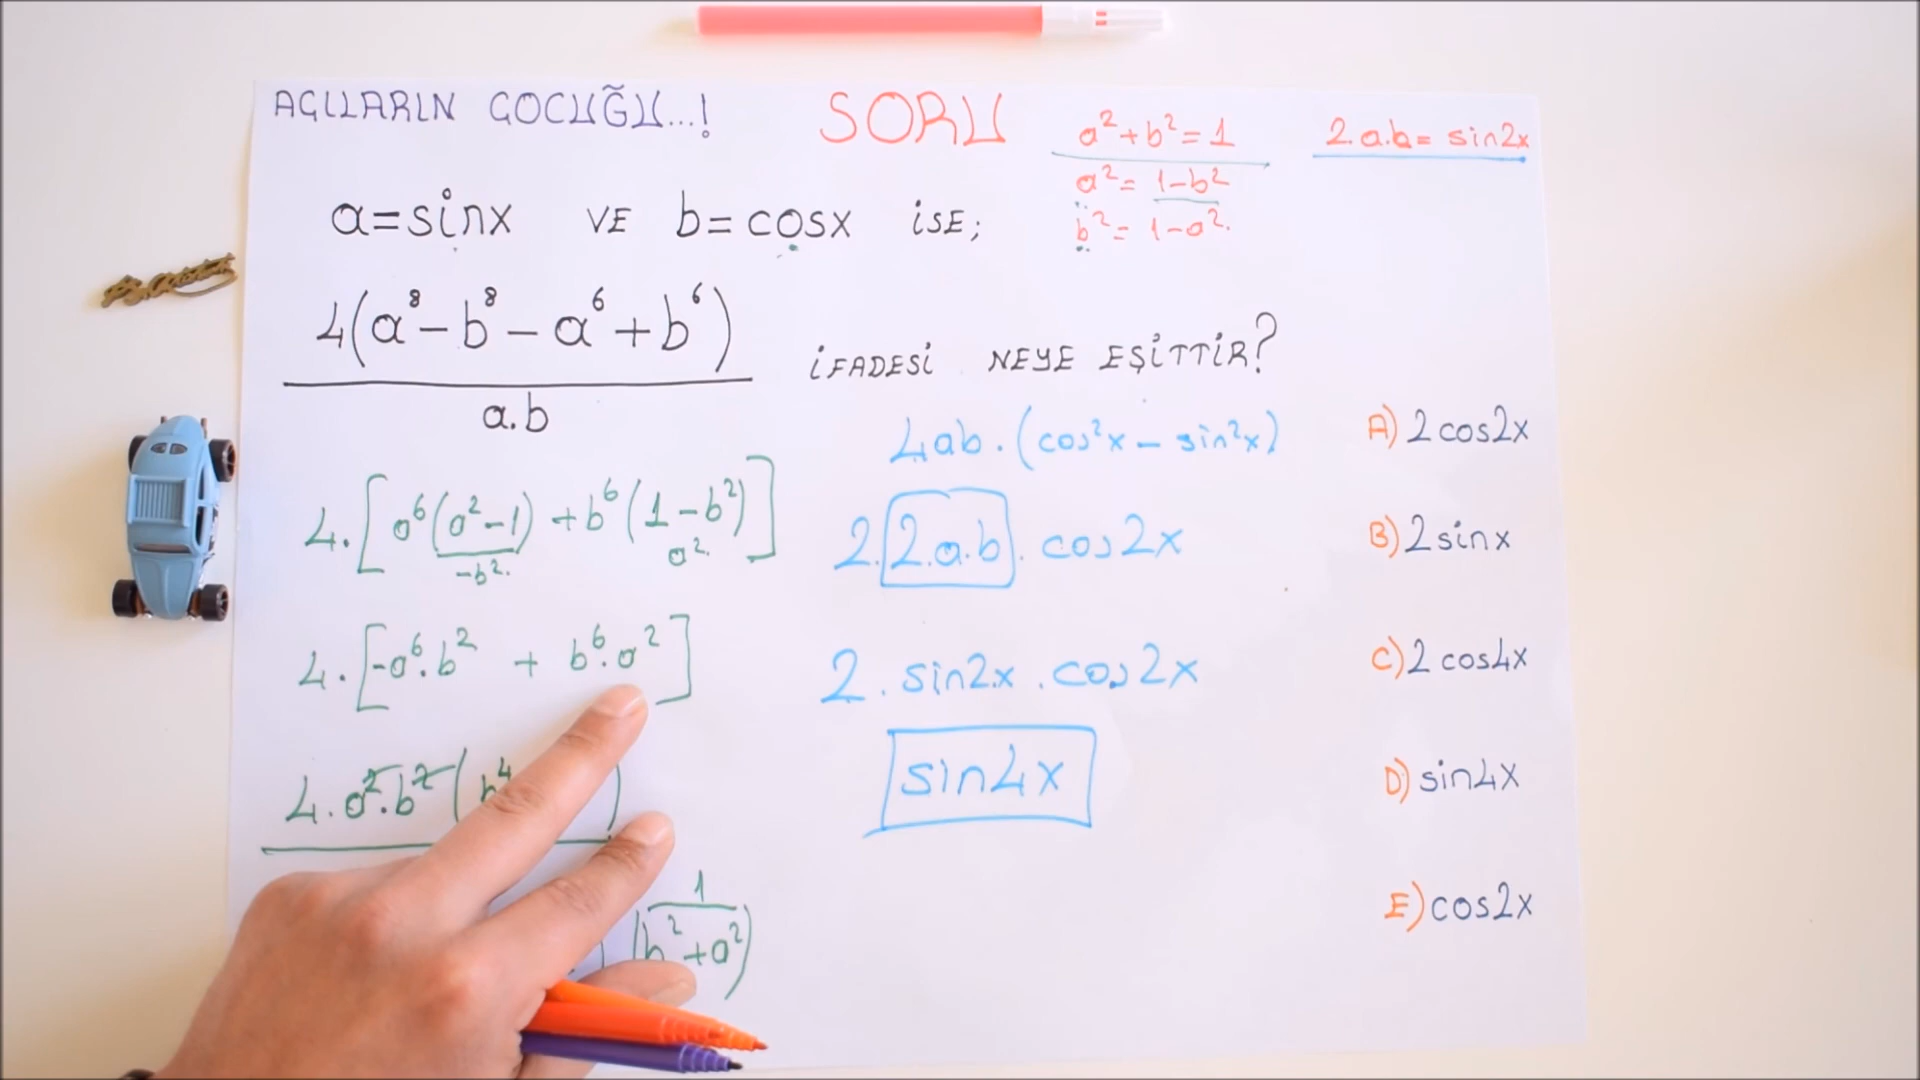 AÇILARIN ÇOCUĞU...!
SORU
a²+b²=1
a²= 1-b²
b²= 1-a².
2.a.b= sin2x
a=sinx VE b=cosx İSE;
4(a⁸-b⁸-a⁶+b⁶)
a.b
İFADESİ NEYE EŞİTTİR?
4.[a⁶(a²-1)+b⁶(1-b²)]
-b². a².
4.[-a⁶.b² + b⁶.a²]
4.a².b²(b⁴
1
(b²+a²)
4ab.(cos²x-sin²x)
2.2.a.b.cos2x
2.sin2x.cos2x
sin4x
A) 2cos2x
B) 2sinx
C) 2cos4x
D) sin4x
E) cos2x